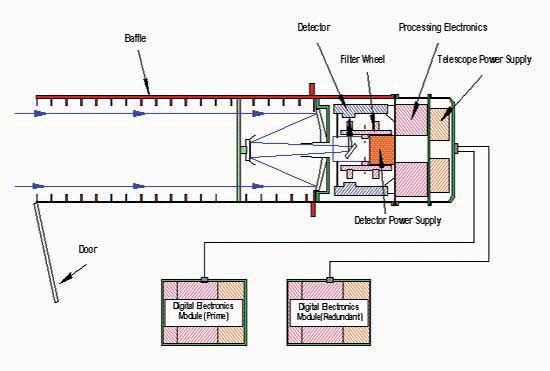 Detector
Processing Electronics
Baffle
Filter Wheel
Telescope Power Supply
Detector Power Supply
Door
Digital Electronics
Module (Prime)
Digital Electronics
Module(Redundant)